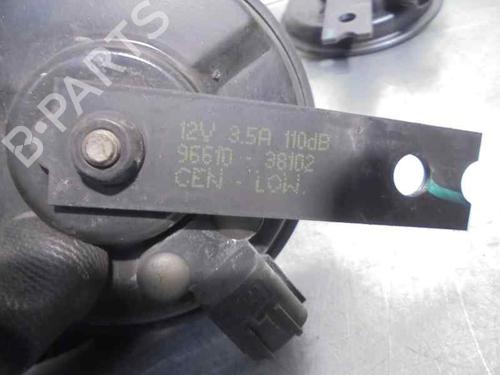 B-PARTS
12V 3.5A 110dB
96610 - 38102
CEN - LOW.